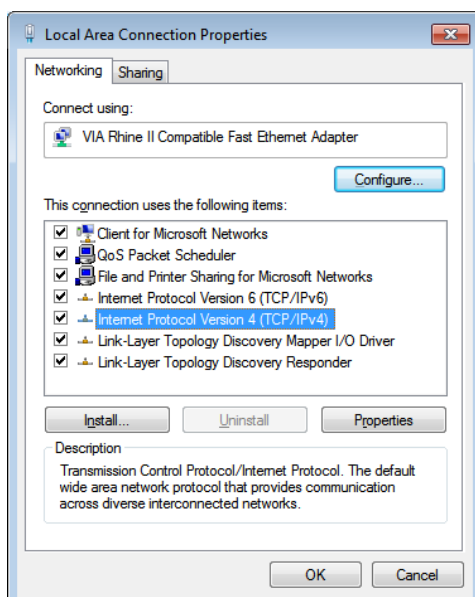 Local Area Connection Properties
Networking
Sharing
Connect using:
VIA Rhine II Compatible Fast Ethernet Adapter
Configure...
This connection uses the following items:
Client for Microsoft Networks
QoS Packet Scheduler
File and Printer Sharing for Microsoft Networks
Internet Protocol Version 6 (TCP/IPv6)
Internet Protocol Version 4 (TCP/IPv4)
Link-Layer Topology Discovery Mapper I/O Driver
Link-Layer Topology Discovery Responder
Install...
Uninstall
Properties
Description
Transmission Control Protocol/Internet Protocol. The default
wide area network protocol that provides communication
across diverse interconnected networks.
OK
Cancel